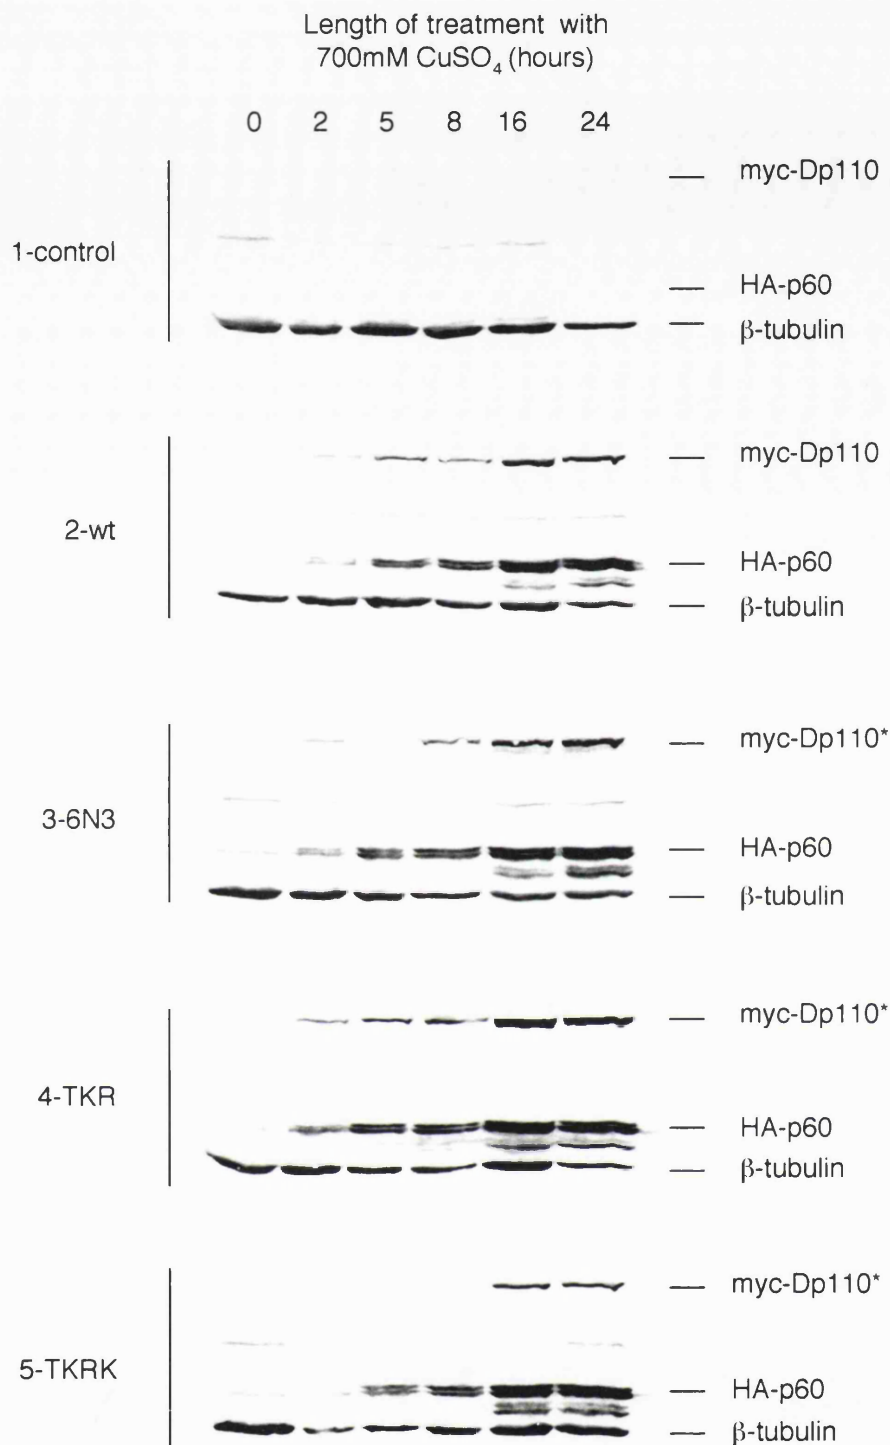 Length of treatment with
700mM CuSO₄ (hours)
0 2 5 8 16 24
myc-Dp110
1-control
HA-p60
β-tubulin
myc-Dp110
2-wt
HA-p60
β-tubulin
myc-Dp110*
3-6N3
HA-p60
β-tubulin
myc-Dp110*
4-TKR
HA-p60
β-tubulin
myc-Dp110*
5-TKRK
HA-p60
β-tubulin